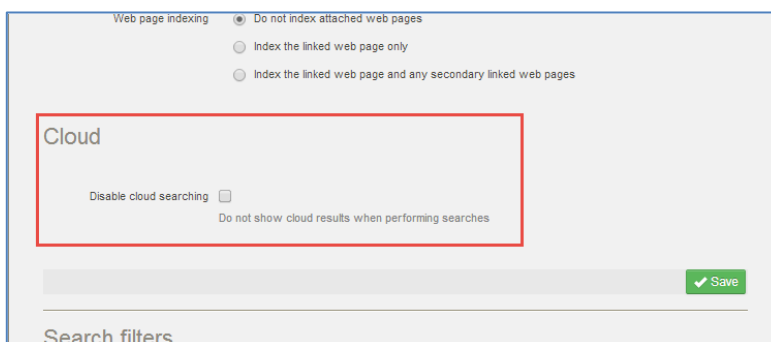 Web page indexing Do not index attached web pages
Index the linked web page only
Index the linked web page and any secondary linked web pages
Cloud
Disable cloud searching
Do not show cloud results when performing searches
Save
Search filters